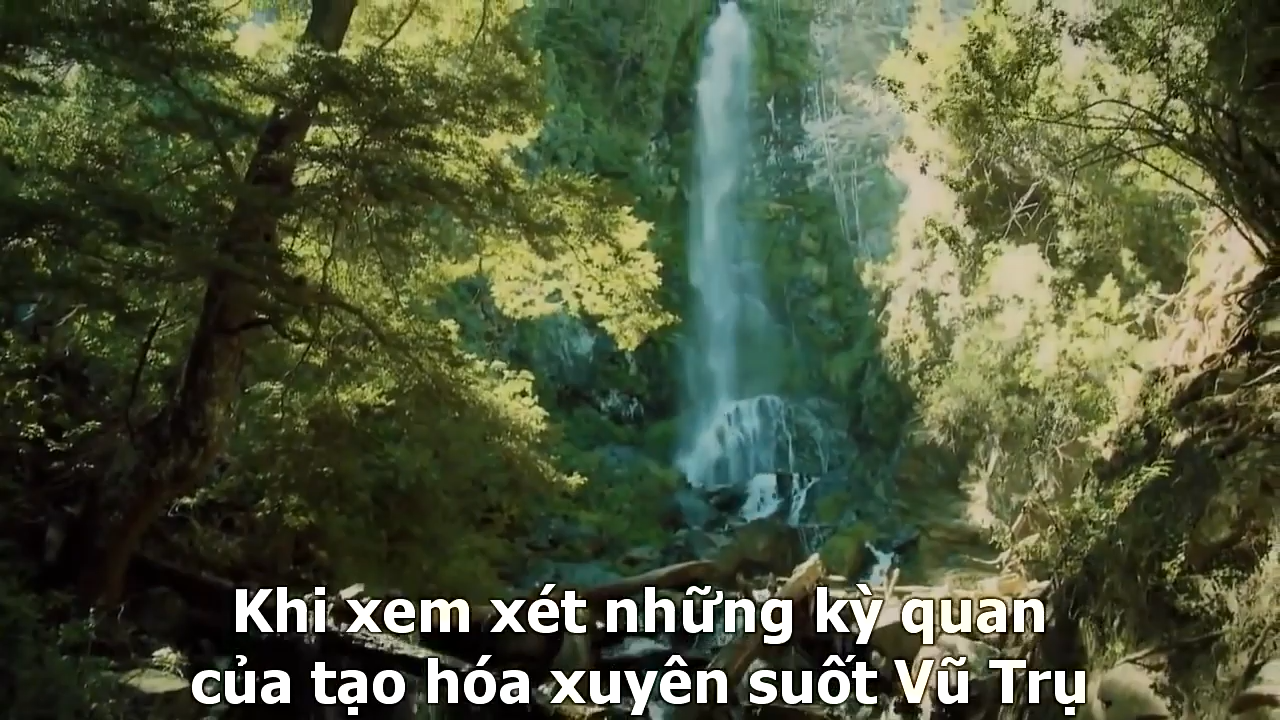 Khi xem xét những kỳ quan
của tạo hóa xuyên suốt Vũ Trụ